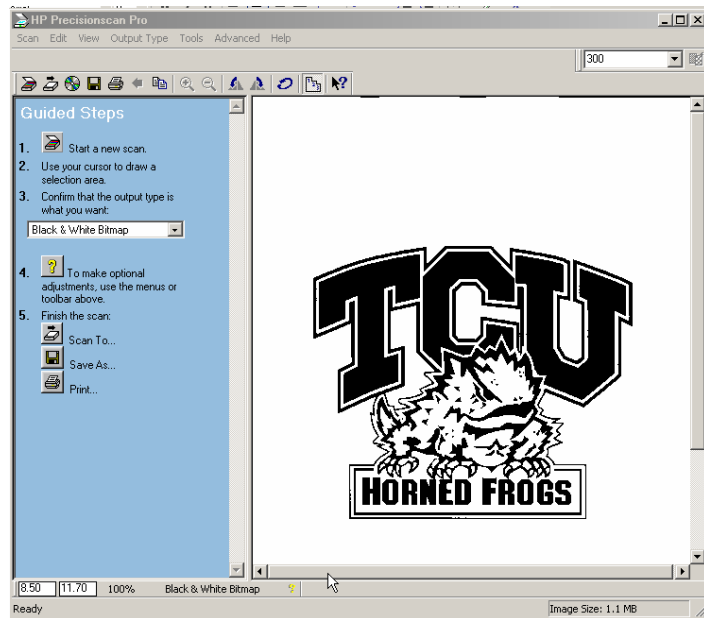 HP Precisionscan Pro
Scan Edit View Output Type Tools Advanced Help
300
Guided Steps
1. Start a new scan.
2. Use your cursor to draw a
selection area.
3. Confirm that the output type is
what you want:
Black & White Bitmap
4. To make optional
adjustments, use the menus or
toolbar above.
5. Finish the scan:
Scan To...
Save As...
Print...
TCU
HORNED FROGS
8.50 11.70 100% Black & White Bitmap
Ready Image Size: 1.1 MB